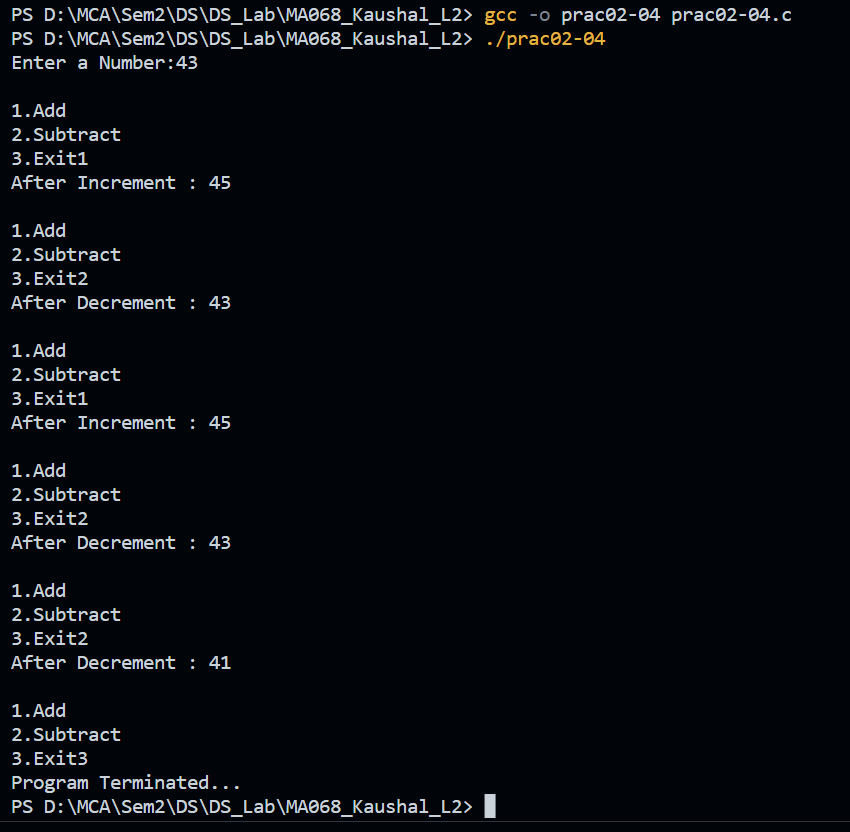 PS D:\MCA\Sem2\DS\DS_Lab\MA068_Kaushal_L2> gcc -o prac02-04 prac02-04.c
PS D:\MCA\Sem2\DS\DS_Lab\MA068_Kaushal_L2> ./prac02-04
Enter a Number:43
1.Add
2.Subtract
3.Exit1
After Increment : 45
1.Add
2.Subtract
3.Exit2
After Decrement : 43
1.Add
2.Subtract
3.Exit1
After Increment : 45
1.Add
2.Subtract
3.Exit2
After Decrement : 43
1.Add
2.Subtract
3.Exit2
After Decrement : 41
1.Add
2.Subtract
3.Exit3
Program Terminated...
PS D:\MCA\Sem2\DS\DS_Lab\MA068_Kaushal_L2>